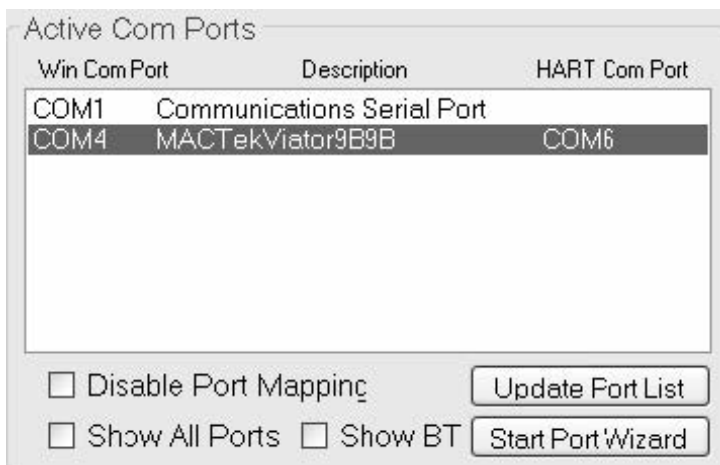 Active Com Ports
Win Com Port Description HART Com Port
COM1 Communications Serial Port
COM4 MACTekViator9B9B COM6
Disable Port Mapping Update Port List
Show All Ports Show BT Start Port Wizard